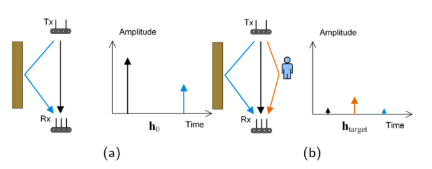 Tx
Amplitude
Rx
h0
Time
(a)
Tx
Amplitude
Rx
htarget
Time
(b)